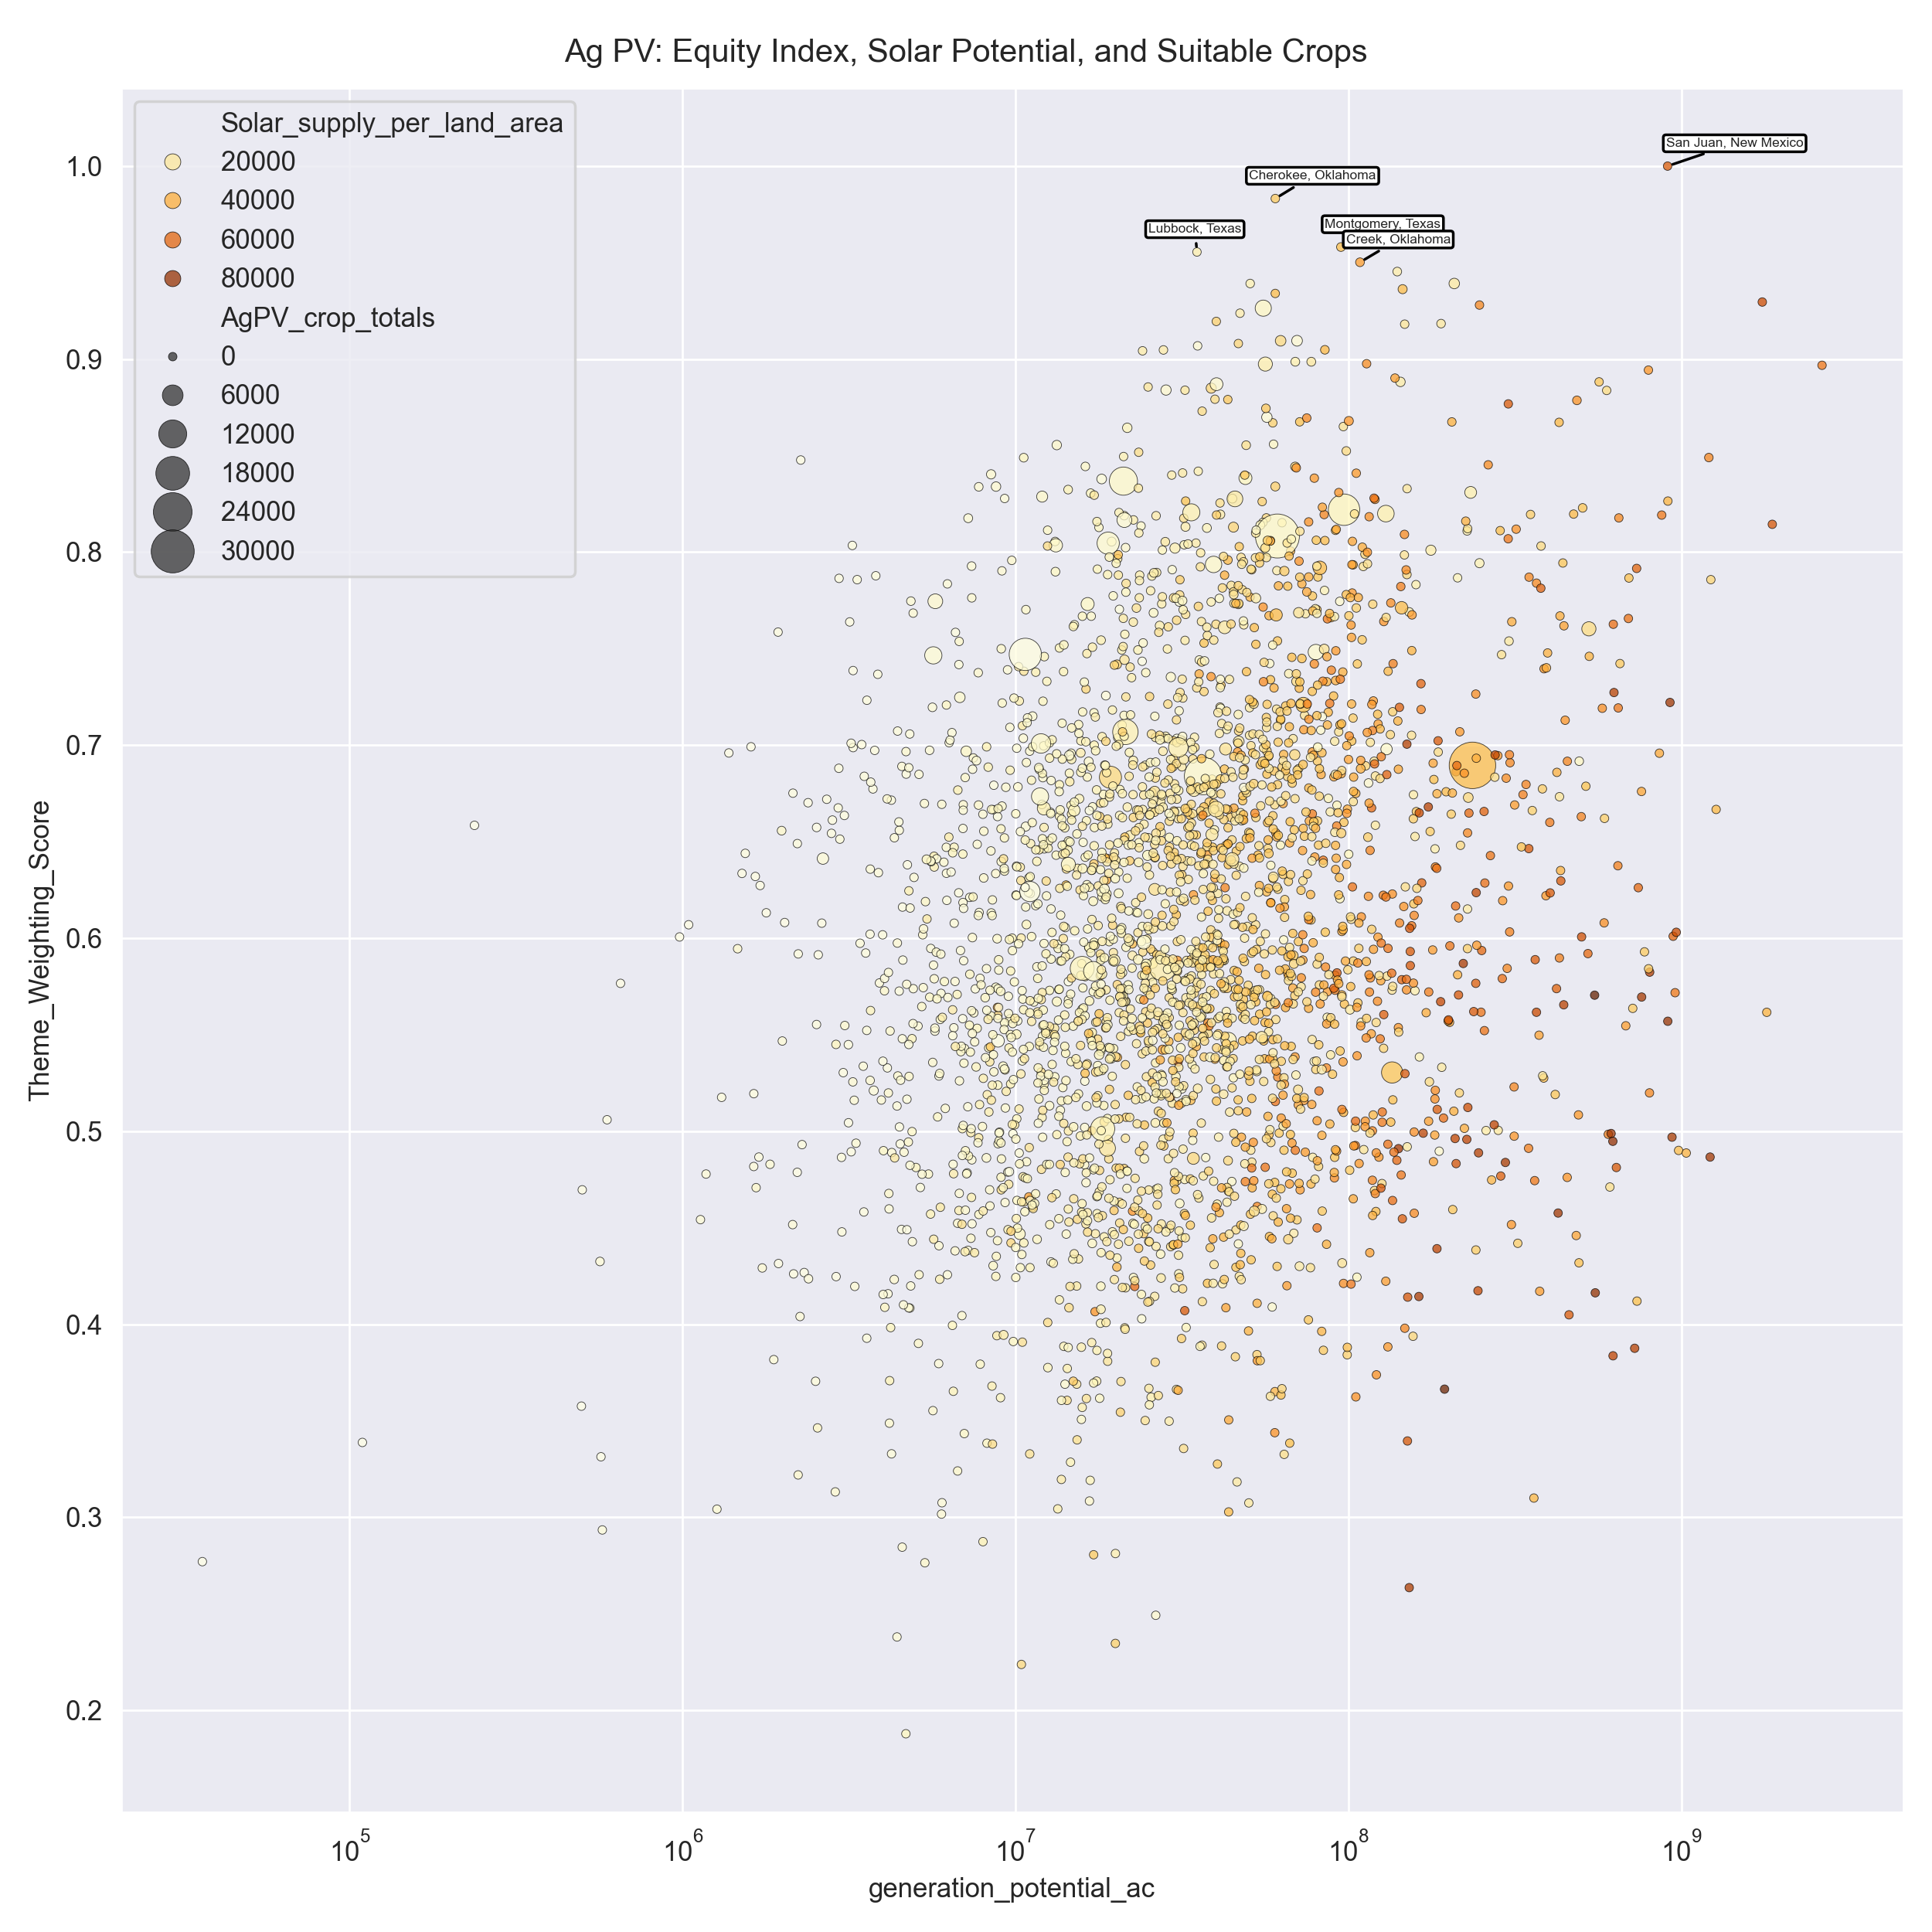 Ag PV: Equity Index, Solar Potential, and Suitable Crops
Solar_supply_per_land_area
20000
40000
60000
80000
AgPV_crop_totals
0
6000
12000
18000
24000
30000
San Juan, New Mexico
Cherokee, Oklahoma
Lubbock, Texas
Montgomery, Texas
Creek, Oklahoma
1.0
0.9
0.8
0.7
0.6
0.5
0.4
0.3
0.2
Theme_Weighting_Score
10^5
10^6
10^7
10^8
10^9
generation_potential_ac